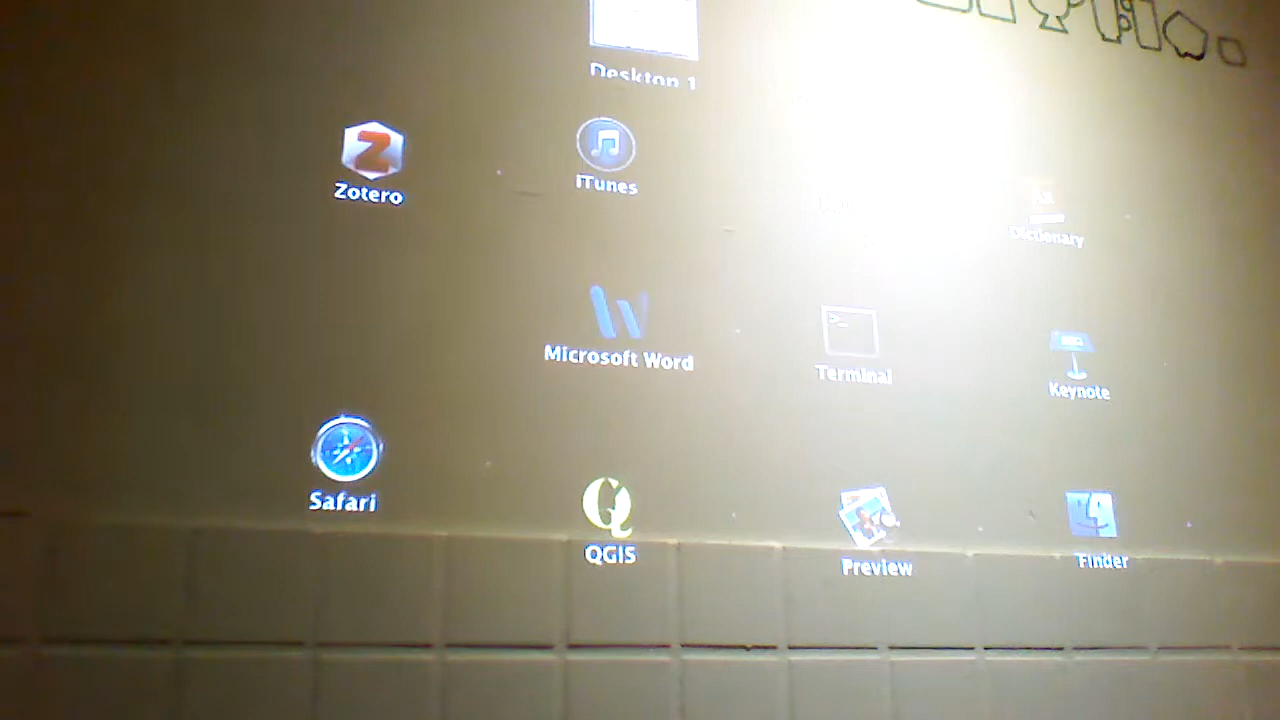 Desktop 1
Zotero
iTunes
Dictionary
Microsoft Word
Terminal
Keynote
Safari
QGIS
Preview
Finder